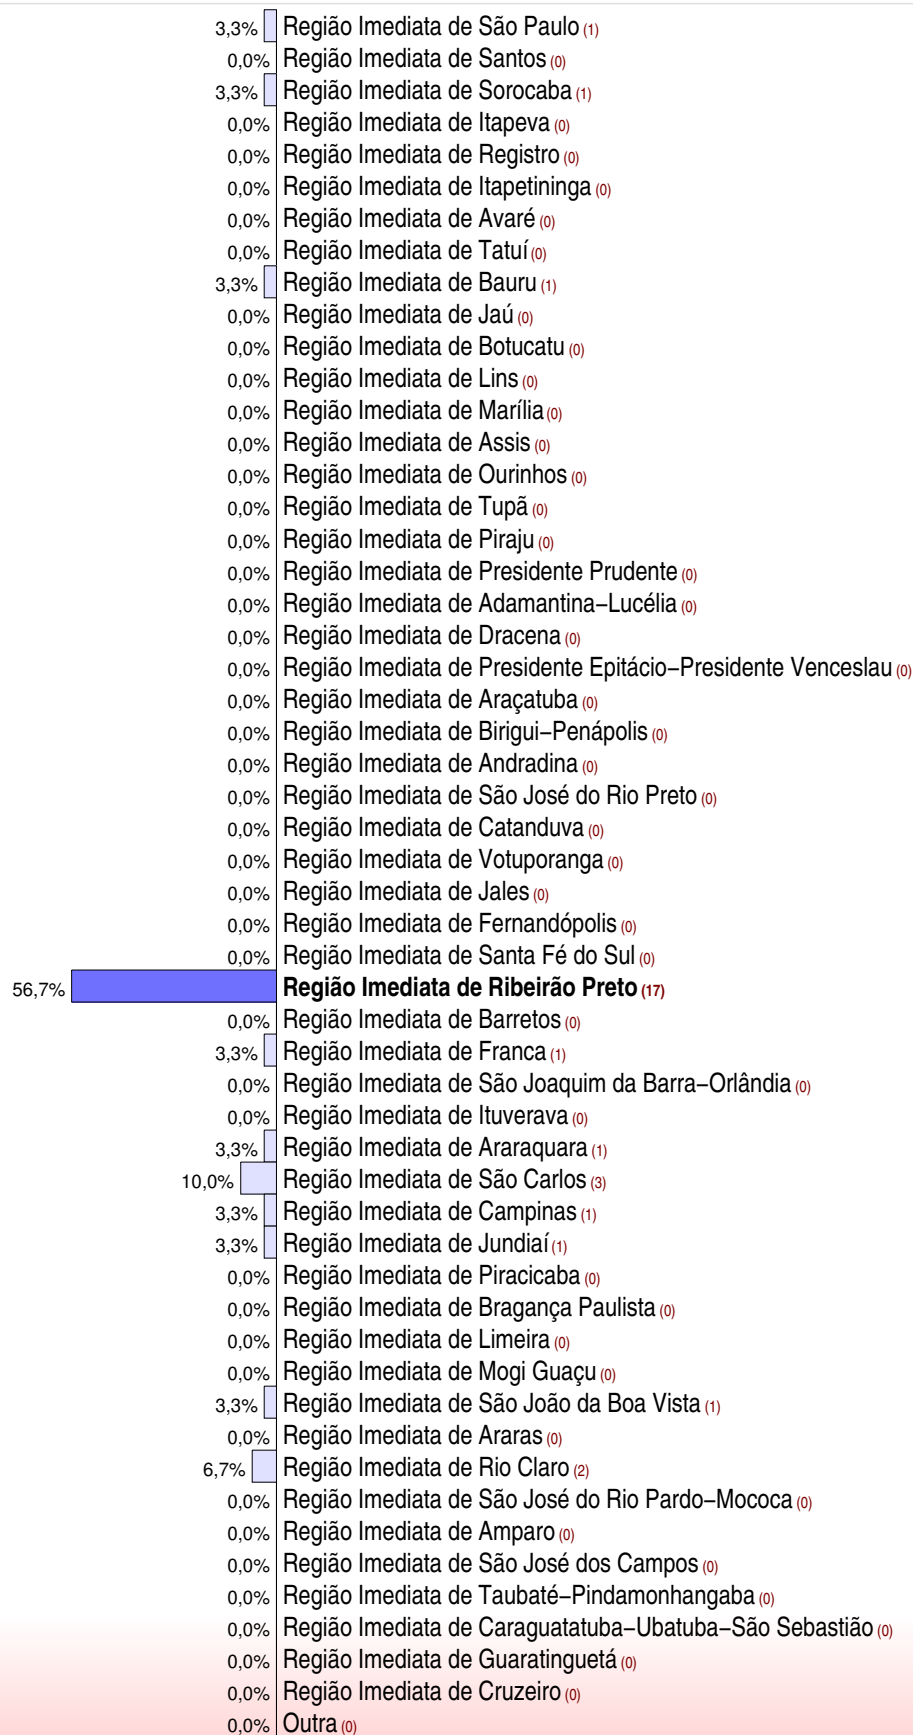 3,3% Região Imediata de São Paulo (1)
0,0% Região Imediata de Santos (0)
3,3% Região Imediata de Sorocaba (1)
0,0% Região Imediata de Itapeva (0)
0,0% Região Imediata de Registro (0)
0,0% Região Imediata de Itapetininga (0)
0,0% Região Imediata de Avaré (0)
0,0% Região Imediata de Tatuí (0)
3,3% Região Imediata de Bauru (1)
0,0% Região Imediata de Jaú (0)
0,0% Região Imediata de Botucatu (0)
0,0% Região Imediata de Lins (0)
0,0% Região Imediata de Marília (0)
0,0% Região Imediata de Assis (0)
0,0% Região Imediata de Ourinhos (0)
0,0% Região Imediata de Tupã (0)
0,0% Região Imediata de Piraju (0)
0,0% Região Imediata de Presidente Prudente (0)
0,0% Região Imediata de Adamantina−Lucélia (0)
0,0% Região Imediata de Dracena (0)
0,0% Região Imediata de Presidente Epitácio−Presidente Venceslau (0)
0,0% Região Imediata de Araçatuba (0)
0,0% Região Imediata de Birigui−Penápolis (0)
0,0% Região Imediata de Andradina (0)
0,0% Região Imediata de São José do Rio Preto (0)
0,0% Região Imediata de Catanduva (0)
0,0% Região Imediata de Votuporanga (0)
0,0% Região Imediata de Jales (0)
0,0% Região Imediata de Fernandópolis (0)
0,0% Região Imediata de Santa Fé do Sul (0)
56,7% Região Imediata de Ribeirão Preto (17)
0,0% Região Imediata de Barretos (0)
3,3% Região Imediata de Franca (1)
0,0% Região Imediata de São Joaquim da Barra−Orlândia (0)
0,0% Região Imediata de Ituverava (0)
3,3% Região Imediata de Araraquara (1)
10,0% Região Imediata de São Carlos (3)
3,3% Região Imediata de Campinas (1)
3,3% Região Imediata de Jundiaí (1)
0,0% Região Imediata de Piracicaba (0)
0,0% Região Imediata de Bragança Paulista (0)
0,0% Região Imediata de Limeira (0)
0,0% Região Imediata de Mogi Guaçu (0)
3,3% Região Imediata de São João da Boa Vista (1)
0,0% Região Imediata de Araras (0)
6,7% Região Imediata de Rio Claro (2)
0,0% Região Imediata de São José do Rio Pardo−Mococa (0)
0,0% Região Imediata de Amparo (0)
0,0% Região Imediata de São José dos Campos (0)
0,0% Região Imediata de Taubaté−Pindamonhangaba (0)
0,0% Região Imediata de Caraguatatuba−Ubatuba−São Sebastião (0)
0,0% Região Imediata de Guaratinguetá (0)
0,0% Região Imediata de Cruzeiro (0)
0,0% Outra (0)